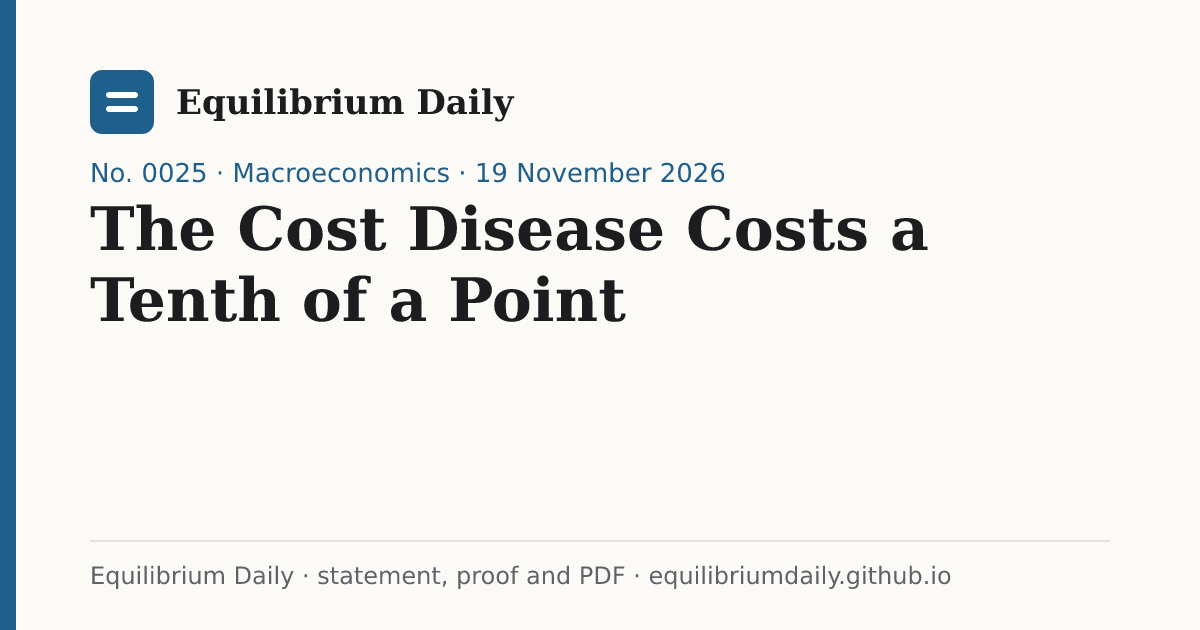 Equilibrium Daily
No. 0025 · Macroeconomics · 19 November 2026
The Cost Disease Costs a
Tenth of a Point
Equilibrium Daily · statement, proof and PDF · equilibriumdaily.github.io